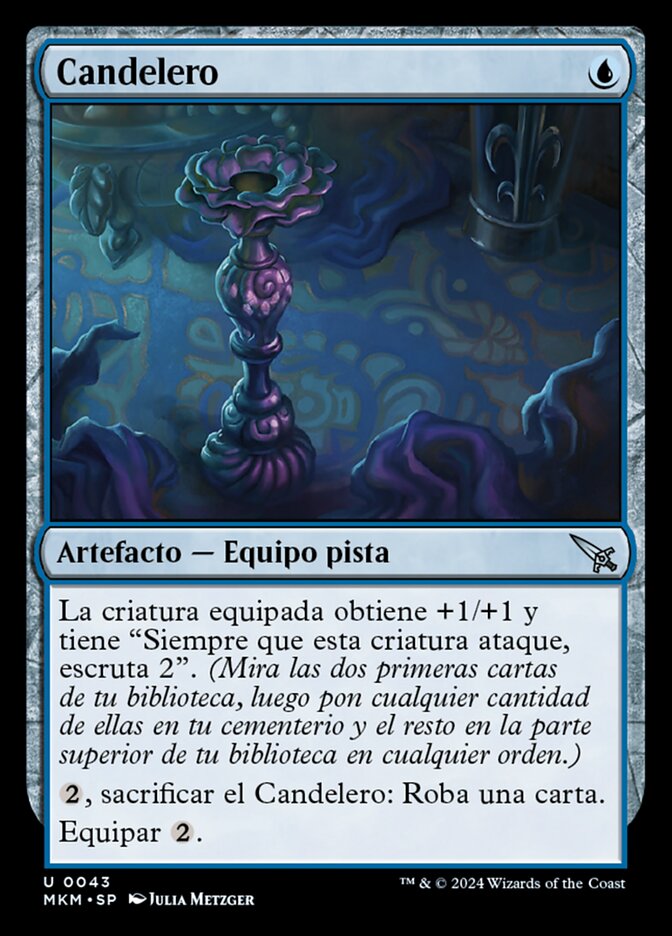 Candelero
Artefacto — Equipo pista
La criatura equipada obtiene +1/+1 y
tiene “Siempre que esta criatura ataque,
escruta 2”. (Mira las dos primeras cartas
de tu biblioteca, luego pon cualquier cantidad
de ellas en tu cementerio y el resto en la parte
superior de tu biblioteca en cualquier orden.)
2, sacrificar el Candelero: Roba una carta.
Equipar 2.
U 0043
MKM • SP Julia Metzger
™ & © 2024 Wizards of the Coast